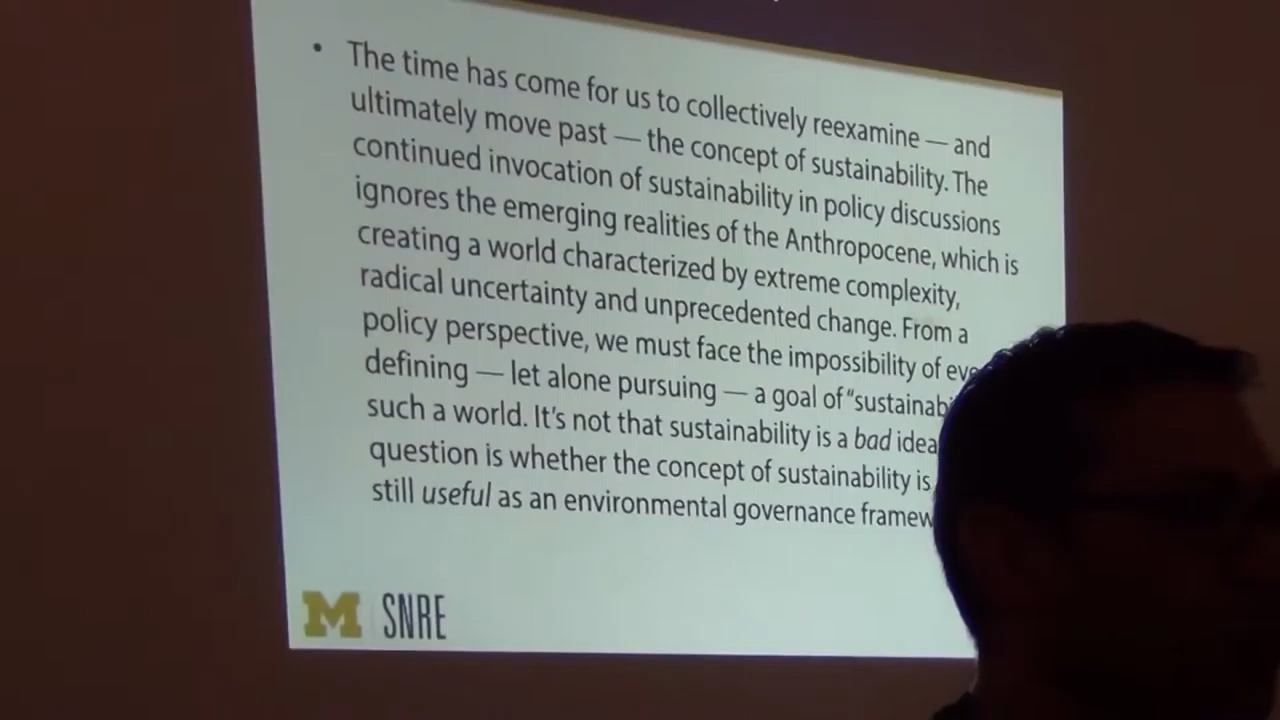 • The time has come for us to collectively reexamine — and
ultimately move past — the concept of sustainability. The
continued invocation of sustainability in policy discussions
ignores the emerging realities of the Anthropocene, which is
creating a world characterized by extreme complexity,
radical uncertainty and unprecedented change. From a
policy perspective, we must face the impossibility of
defining — let alone pursuing — a goal of
such a world. It's not that sustainability is a bad idea
question is whether the concept of sustainability is
still useful as an environmental governance
M SNRE